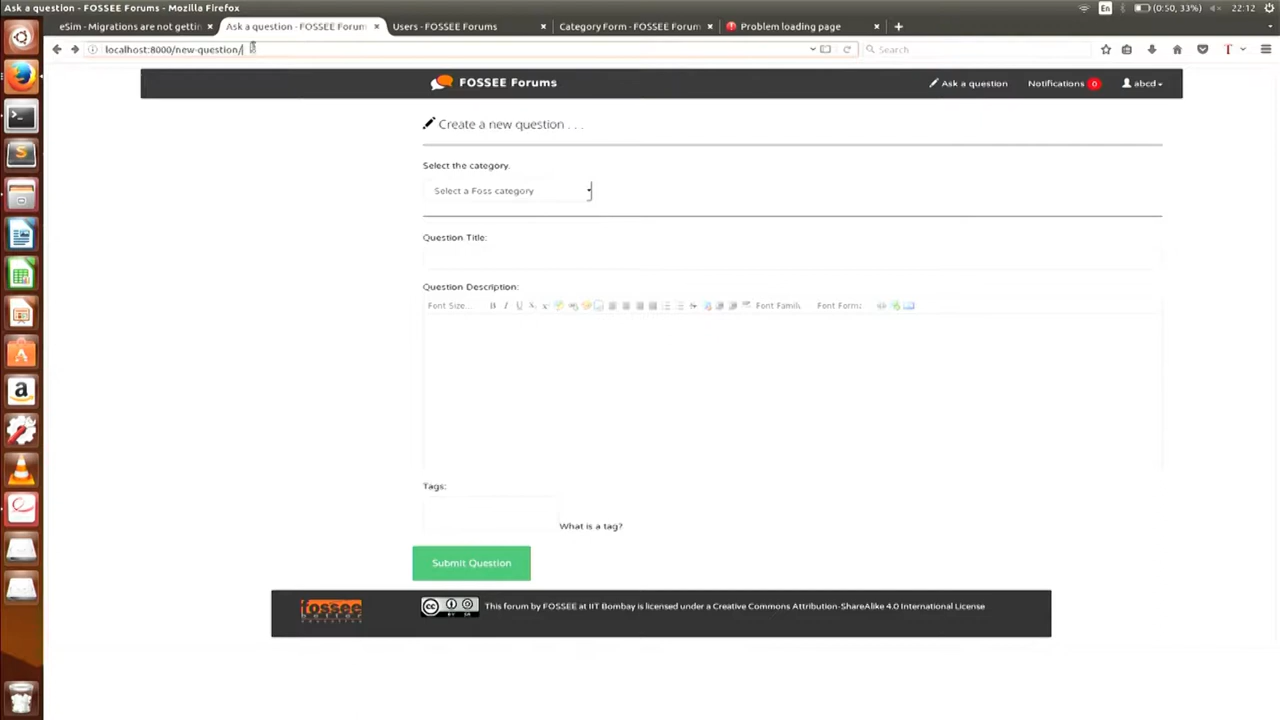 Ask a question - FOSSEE Forums - Mozilla Firefox
En (0:50, 33%) 22:12
eSim - Migrations are not gettin
Ask a question - FOSSEE Forum
Users - FOSSEE Forums
Category Form - FOSSEE Forum
Problem loading page
localhost:8000/new-question/
Search
FOSSEE Forums
Ask a question
Notifications 0
abcd
Create a new question . . .
Select the category.
Select a Foss category
Question Title:
Question Description:
Font Size...
Font Family.
Font Format
Tags:
What is a tag?
Submit Question
fossee
This forum by FOSSEE at IIT Bombay is licensed under a Creative Commons Attribution-ShareAlike 4.0 International License